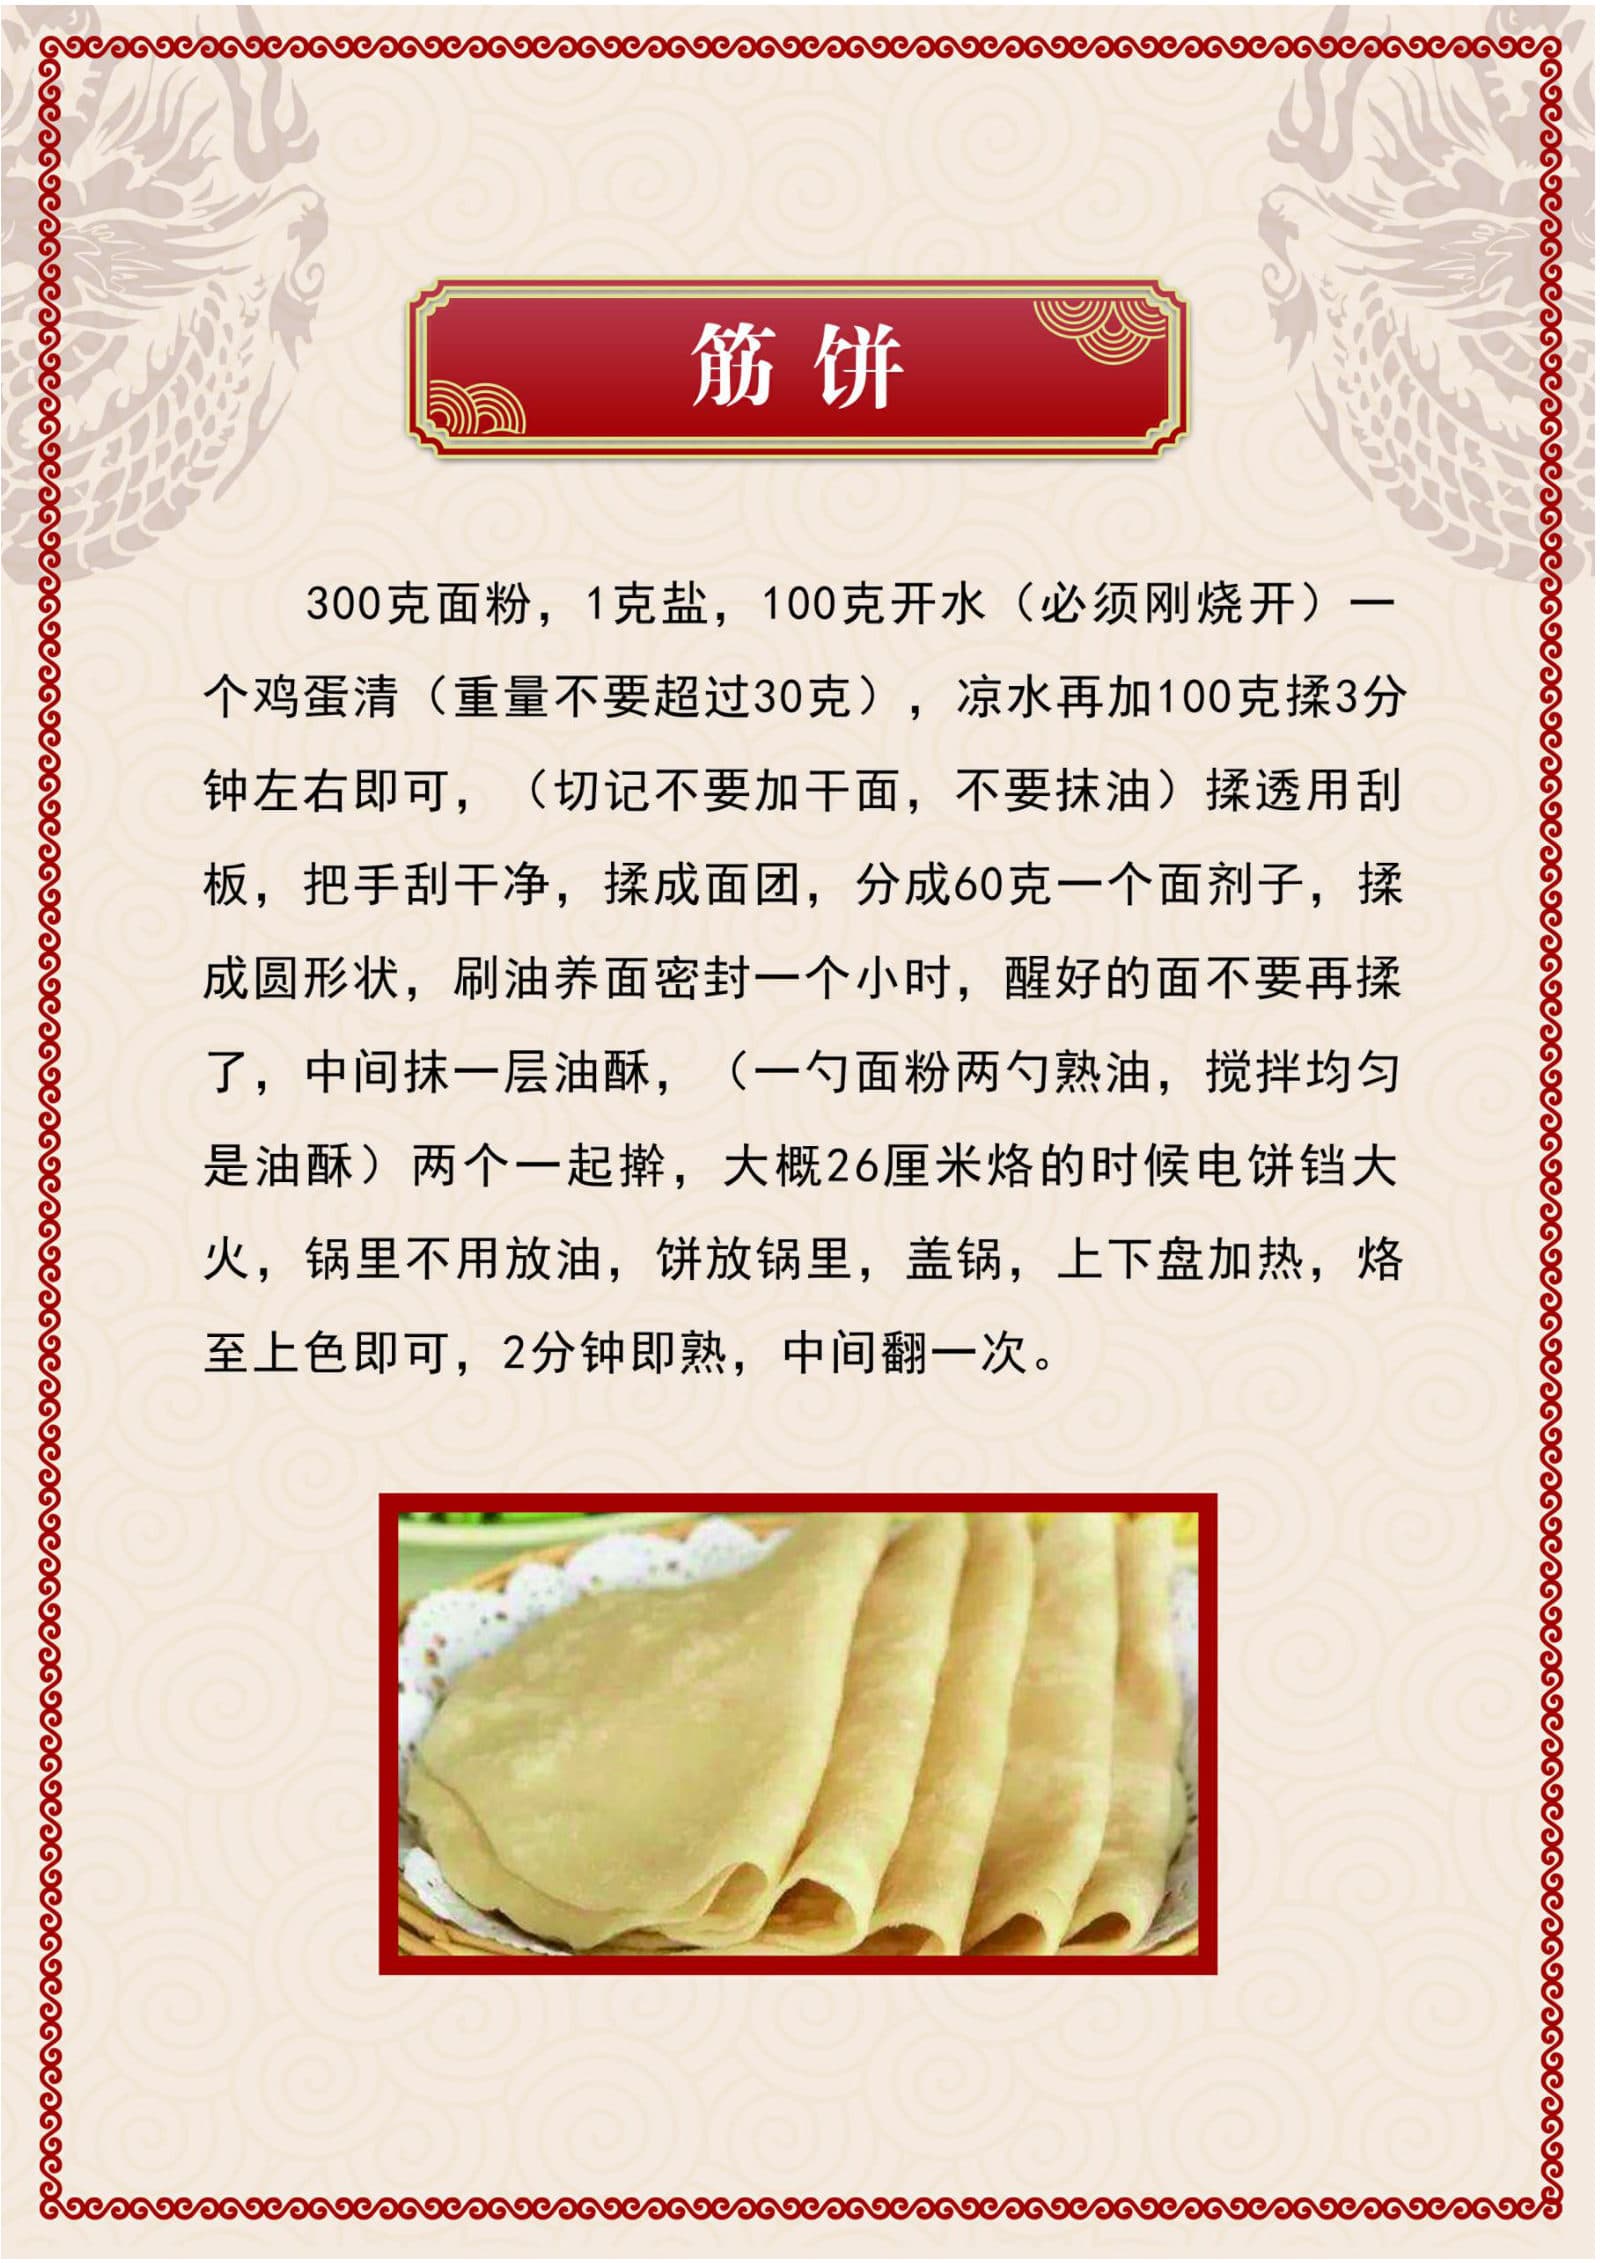 筋饼
300克面粉，1克盐，100克开水（必须刚烧开）一
个鸡蛋清（重量不要超过30克），凉水再加100克揉3分
钟左右即可，（切记不要加干面，不要抹油）揉透用刮
板，把手刮干净，揉成面团，分成60克一个面剂子，揉
成圆形状，刷油养面密封一个小时，醒好的面不要再揉
了，中间抹一层油酥，（一勺面粉两勺熟油，搅拌均匀
是油酥）两个一起擀，大概26厘米烙的时候电饼铛大
火，锅里不用放油，饼放锅里，盖锅，上下盘加热，烙
至上色即可，2分钟即熟，中间翻一次。